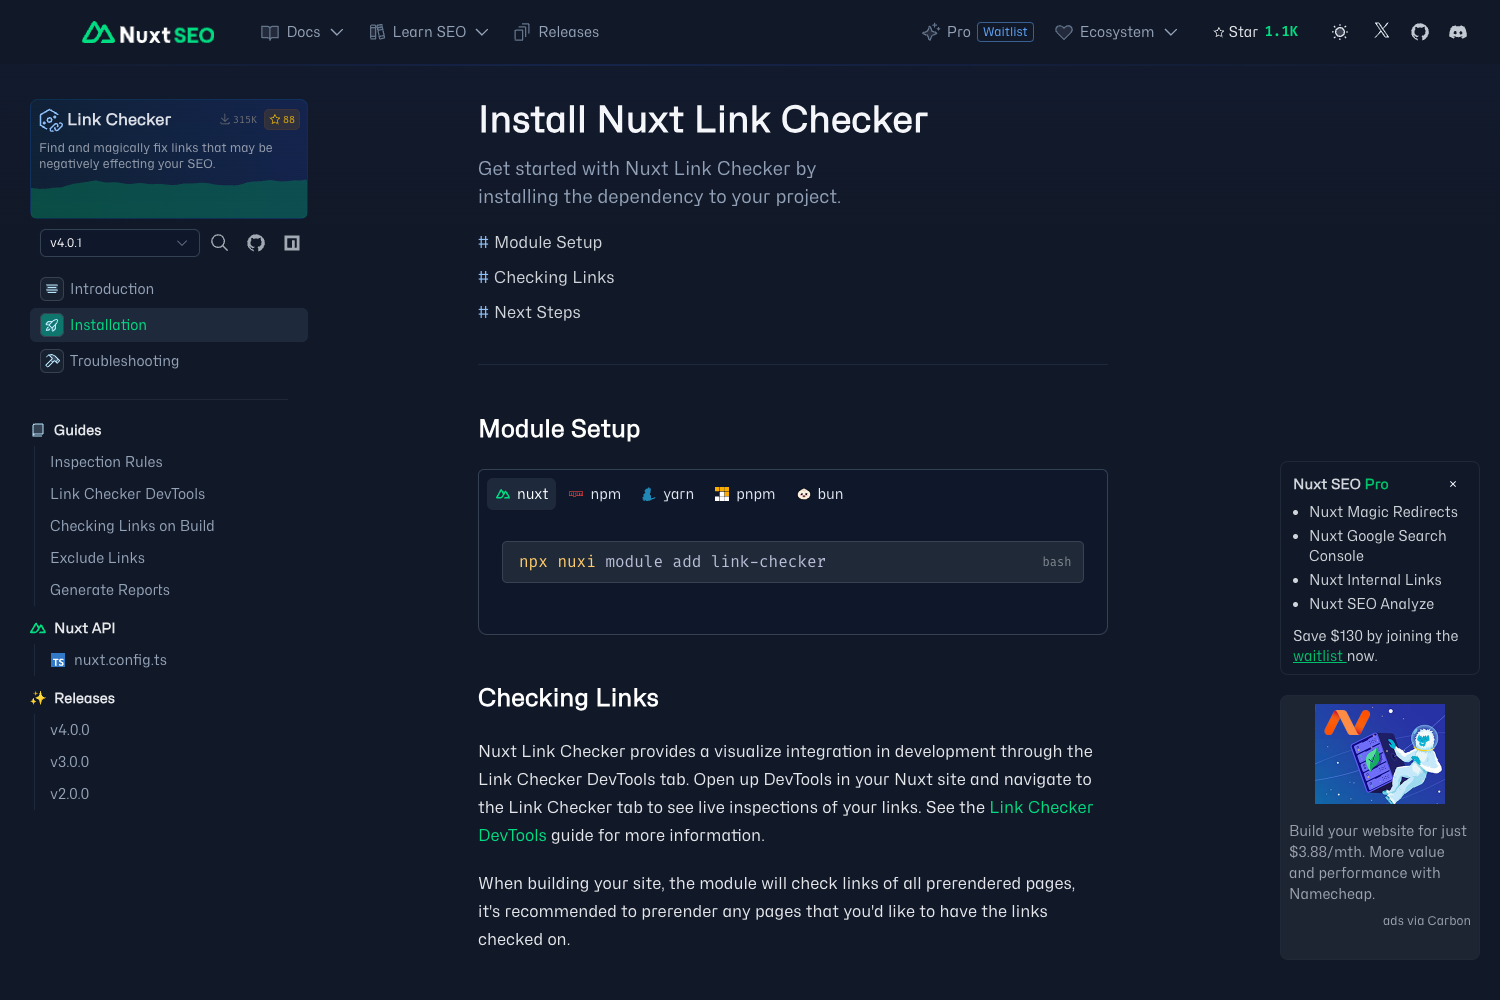 Nuxt SEO
Docs
Learn SEO
Releases
Pro Waitlist
Ecosystem
Star 1.1K
Link Checker
315K
88
Find and magically fix links that may be
negatively effecting your SEO.
v4.0.1
Introduction
Installation
Troubleshooting
Guides
Inspection Rules
Link Checker DevTools
Checking Links on Build
Exclude Links
Generate Reports
Nuxt API
TS nuxt.config.ts
Releases
v4.0.0
v3.0.0
v2.0.0
Install Nuxt Link Checker
Get started with Nuxt Link Checker by
installing the dependency to your project.
# Module Setup
# Checking Links
# Next Steps
Module Setup
nuxt
npm
yarn
pnpm
bun
npx nuxi module add link-checker
bash
Checking Links
Nuxt Link Checker provides a visualize integration in development through the
Link Checker DevTools tab. Open up DevTools in your Nuxt site and navigate to
the Link Checker tab to see live inspections of your links. See the Link Checker
DevTools guide for more information.
When building your site, the module will check links of all prerendered pages,
it's recommended to prerender any pages that you'd like to have the links
checked on.
Nuxt SEO Pro
• Nuxt Magic Redirects
• Nuxt Google Search
Console
• Nuxt Internal Links
• Nuxt SEO Analyze
Save $130 by joining the
waitlist now.
Build your website for just
$3.88/mth. More value
and performance with
Namecheap.
ads via Carbon